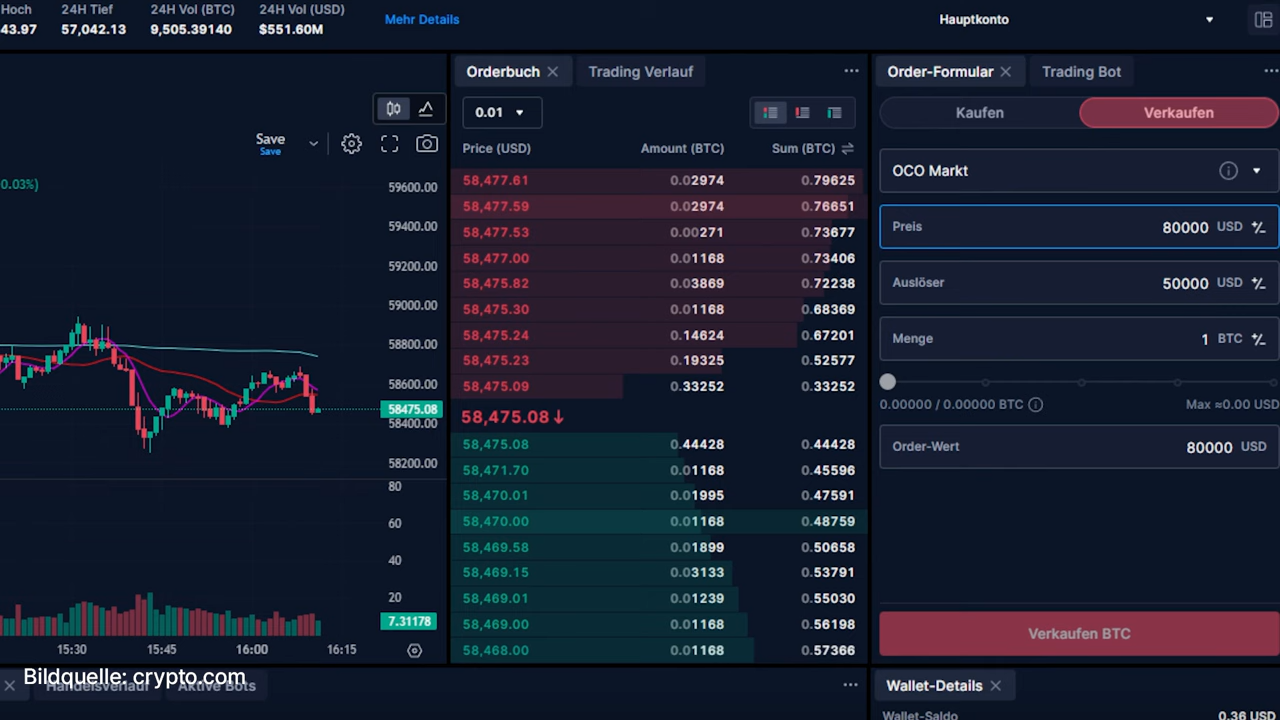 Hoch 24H Tief 24H Vol (BTC) 24H Vol (USD)
43.97 57,042.13 9,505.39140 $551.60M
Mehr Details
Hauptkonto
Save
Save
0.03%)
59600.00
59400.00
59200.00
59000.00
58800.00
58600.00
58475.08
58400.00
58200.00
80
60
40
20
7.31178
15:30 15:45 16:00 16:15
Orderbuch Trading Verlauf
0.01
Price (USD) Amount (BTC) Sum (BTC)
58,477.61 0.02974 0.79625
58,477.59 0.02974 0.76651
58,477.53 0.00271 0.73677
58,477.00 0.01168 0.73406
58,475.82 0.03869 0.72238
58,475.30 0.01168 0.68369
58,475.24 0.14624 0.67201
58,475.23 0.19325 0.52577
58,475.09 0.33252 0.33252
58,475.08↓
58,475.08 0.44428 0.44428
58,471.70 0.01168 0.45596
58,470.01 0.01995 0.47591
58,470.00 0.01168 0.48759
58,469.58 0.01899 0.50658
58,469.15 0.03133 0.53791
58,469.01 0.01239 0.55030
58,469.00 0.01168 0.56198
58,468.00 0.01168 0.57366
Order-Formular Trading Bot
Kaufen Verkaufen
OCO Markt
Preis 80000 USD
Auslöser 50000 USD
Menge 1 BTC
0.00000 / 0.00000 BTC Max ≈0.00 USD
Order-Wert 80000 USD
Verkaufen BTC
Bildquelle: crypto.com
Handelsverlauf Aktive Bots
Wallet-Details
Wallet-Saldo 0.36 USD